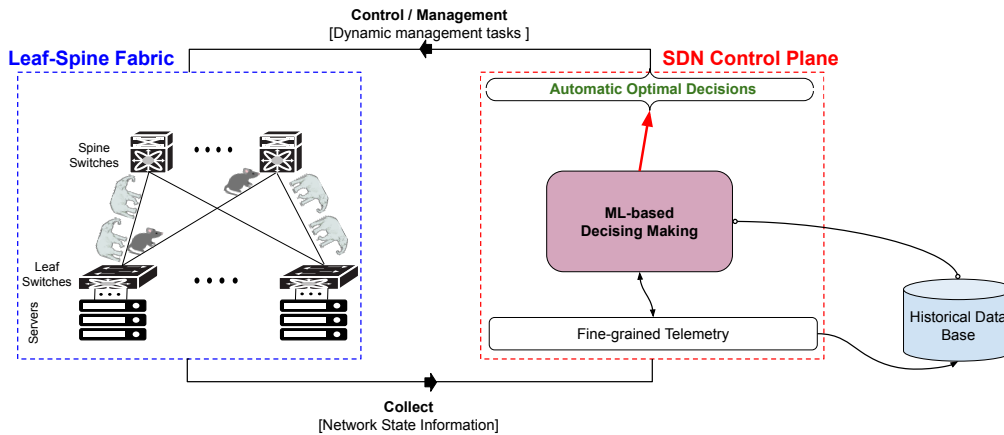 Control / Management
[Dynamic management tasks ]
Leaf-Spine Fabric
SDN Control Plane
Automatic Optimal Decisions
Spine
Switches
ML-based
Decising Making
Leaf
Switches
Servers
Fine-grained Telemetry
Historical Data
Base
Collect
[Network State Information]